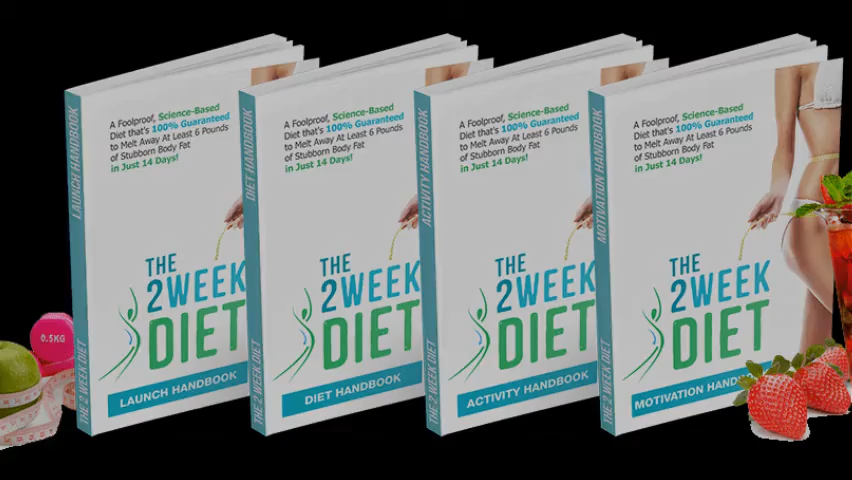 LAUNCH HANDBOOK
THE 2 WEEK DIET
A Foolproof, Science-Based
Diet that's 100% Guaranteed
to Melt Away At Least 6 Pounds
of Stubborn Body Fat
in Just 14 Days!
THE
2WEEK
DIET
LAUNCH HANDBOOK
DIET HANDBOOK
THE 2 WEEK DIET
A Foolproof, Science-Based
Diet that's 100% Guaranteed
to Melt Away At Least 6 Pounds
of Stubborn Body Fat
in Just 14 Days!
THE
2WEEK
DIET
DIET HANDBOOK
ACTIVITY HANDBOOK
THE 2 WEEK DIET
A Foolproof, Science-Based
Diet that's 100% Guaranteed
to Melt Away At Least 6 Pounds
of Stubborn Body Fat
in Just 14 Days!
THE
2WEEK
DIET
ACTIVITY HANDBOOK
MOTIVATION HANDBOOK
THE 2 WEEK DIET
A Foolproof, Science-Based
Diet that's 100% Guaranteed
to Melt Away At Least 6 Pounds
of Stubborn Body Fat
in Just 14 Days!
THE
2WEEK
DIET
MOTIVATION HANDBOOK
0.5KG